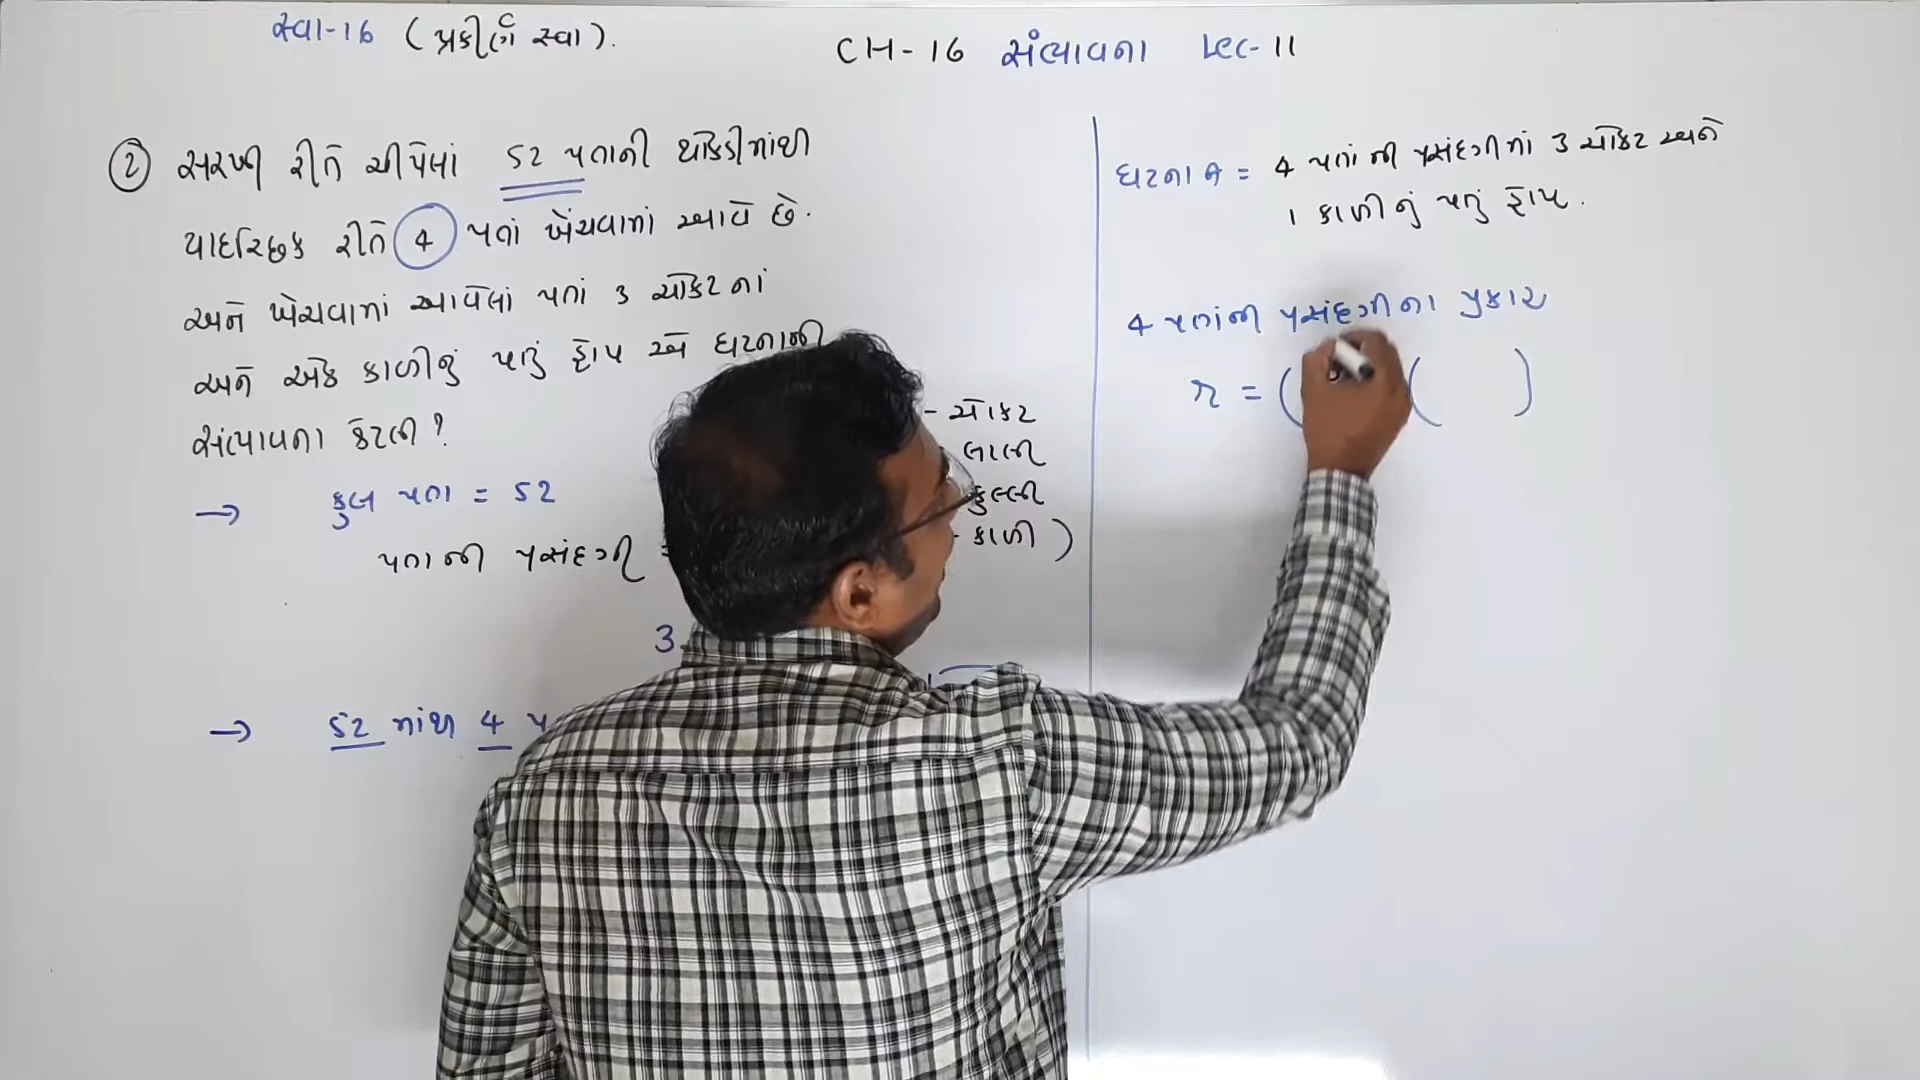 સ્વા-16 (પ્રકીર્ણ સ્વા).
CH-16 સંભાવના Lec-11
② સરખી રીતે ચીપેલાં 52 પત્તાની થોકડીમાંથી
યાદચ્છિક રીતે 4 પત્તાં ખેંચવામાં આવે છે.
અને ખેંચવામાં આવેલાં પત્તાં 3 ચોકટનાં
અને એક કાળીનું પત્તું હોય એ ઘટનાની
સંભાવના કેટલી?
→ કુલ પત્તા = 52
પત્તાની પસંદગી =
- ચોકટ
લાલ
ફુલ્લી
- કાળી)
3
→ 52 માંથી 4 પ
ઘટના A = 4 પત્તાં ની પસંદગીમાં 3 ચોકટ અને
1 કાળીનું પત્તું હોય.
4 પત્તાંની પસંદગીના પ્રકાર
r = ( ( )